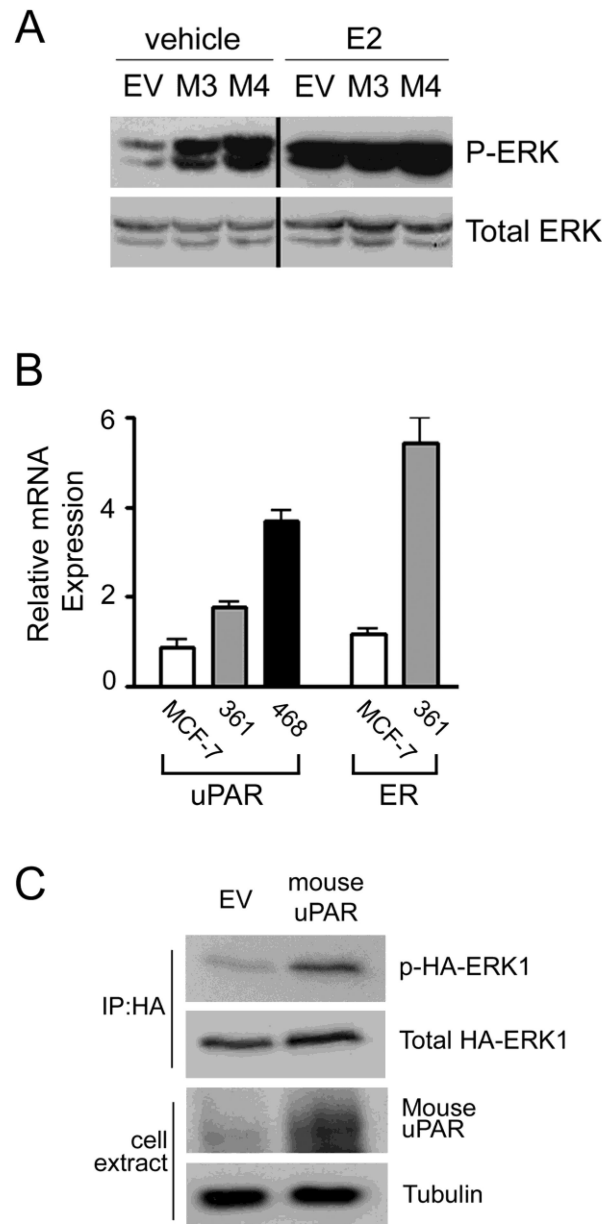 A
vehicle E2
EV M3 M4 EV M3 M4
P-ERK
Total ERK
B
Relative mRNA
Expression
6
4
2
0
MCF-7 361 468 MCF-7 361
uPAR ER
C
EV mouse
uPAR
IP:HA
p-HA-ERK1
Total HA-ERK1
cell
extract
Mouse
uPAR
Tubulin